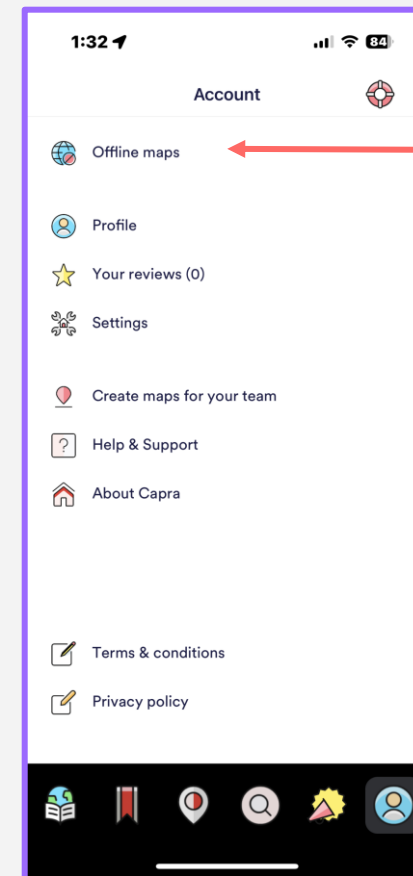 1:32
84
Account
Offline maps
Profile
Your reviews (0)
Settings
Create maps for your team
?
Help & Support
About Capra
Terms & conditions
Privacy policy